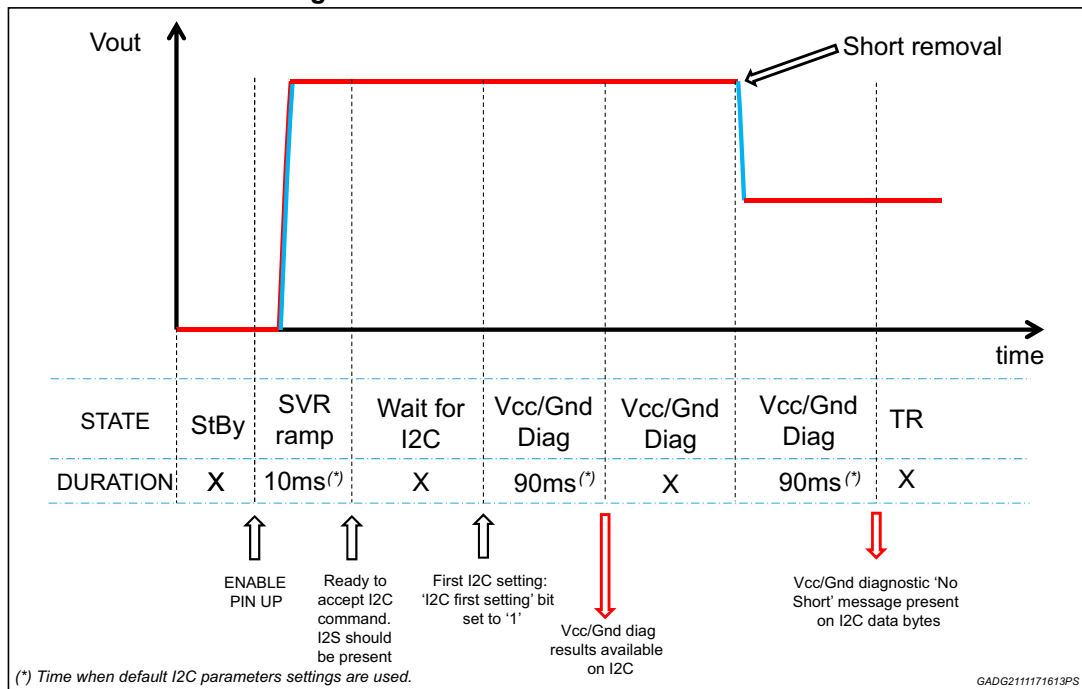 Vout
Short removal
time
STATE StBy SVR ramp Wait for I2C Vcc/Gnd Diag Vcc/Gnd Diag Vcc/Gnd Diag TR
DURATION X 10ms(*) X 90ms(*) X 90ms(*) X
ENABLE
PIN UP
Ready to
accept I2C
command.
I2S should
be present
First I2C setting:
‘I2C first setting’ bit
set to ‘1’
Vcc/Gnd diag
results available
on I2C
Vcc/Gnd diagnostic ‘No
Short’ message present
on I2C data bytes
(*) Time when default I2C parameters settings are used.
GADG2111171613PS